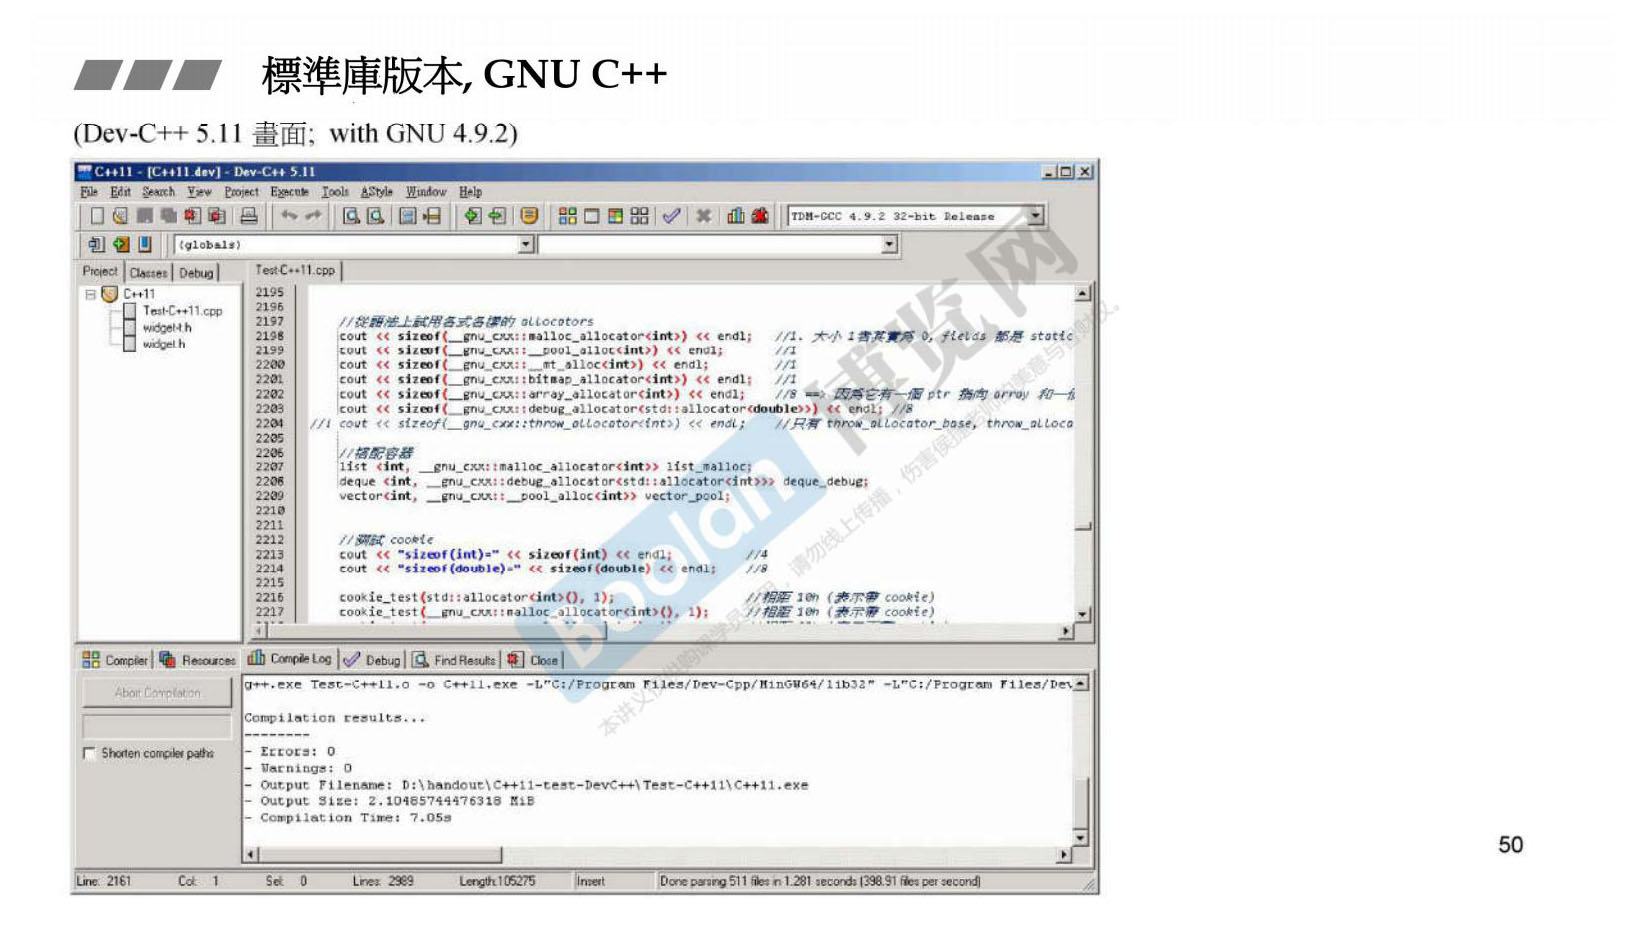 標準庫版本, GNU C++
(Dev-C++ 5.11 畫面;  with GNU 4.9.2)
C++11 - [C++11.dev] - Dev-C++ 5.11
File Edit Search View Project Execute Tools AStyle Window Help
TDM-GCC 4.9.2 32-bit Release
(globals)
Project Classes Debug
Test-C++11.cpp
C++11
Test-C++11.cpp
widget-t.h
widget.h
2195
2196
2197 //從語法上試用各式各樣的 allocators
2198 cout << sizeof(__gnu_cxx::malloc_allocator<int>) << endl; //1. 大小 1者其實為 0, fields 都是 static
2199 cout << sizeof(__gnu_cxx::__pool_alloc<int>) << endl; //1
2200 cout << sizeof(__gnu_cxx::__mt_alloc<int>) << endl; //1
2201 cout << sizeof(__gnu_cxx::bitmap_allocator<int>) << endl; //1
2202 cout << sizeof(__gnu_cxx::array_allocator<int>) << endl; //8 ==> 因為它有一個 ptr 指向 array 和一個
2203 cout << sizeof(__gnu_cxx::debug_allocator<std::allocator<double>>) << endl; //8
2204 //! cout << sizeof(__gnu_cxx::throw_allocator<int>) << endl; //只有 throw_allocator_base, throw_alloca
2205
2206 //搭配容器
2207 list <int, __gnu_cxx::malloc_allocator<int>> list_malloc;
2208 deque <int, __gnu_cxx::debug_allocator<std::allocator<int>>> deque_debug;
2209 vector<int, __gnu_cxx::__pool_alloc<int>> vector_pool;
2210
2211
2212 //測試 cookie
2213 cout << "sizeof(int)=" << sizeof(int) << endl; //4
2214 cout << "sizeof(double)=" << sizeof(double) << endl; //8
2215
2216 cookie_test(std::allocator<int>(), 1); //相距 10h (表示帶 cookie)
2217 cookie_test(__gnu_cxx::malloc_allocator<int>(), 1); //相距 10h (表示帶 cookie)
Compiler Resources Compile Log Debug Find Results Close
Abort Compilation
Shorten compiler paths
g++.exe Test-C++11.o -o C++11.exe -L"C:/Program Files/Dev-Cpp/MinGW64/lib32" -L"C:/Program Files/Dev
Compilation results...
--------
- Errors: 0
- Warnings: 0
- Output Filename: D:\handout\C++11-test-DevC++\Test-C++11\C++11.exe
- Output Size: 2.10485744476318 MiB
- Compilation Time: 7.05s
Line: 2161 Col: 1 Sel: 0 Lines: 2989 Length:105275 Insert Done parsing 511 files in 1.281 seconds (398.91 files per second)
50
Boolan 博览网